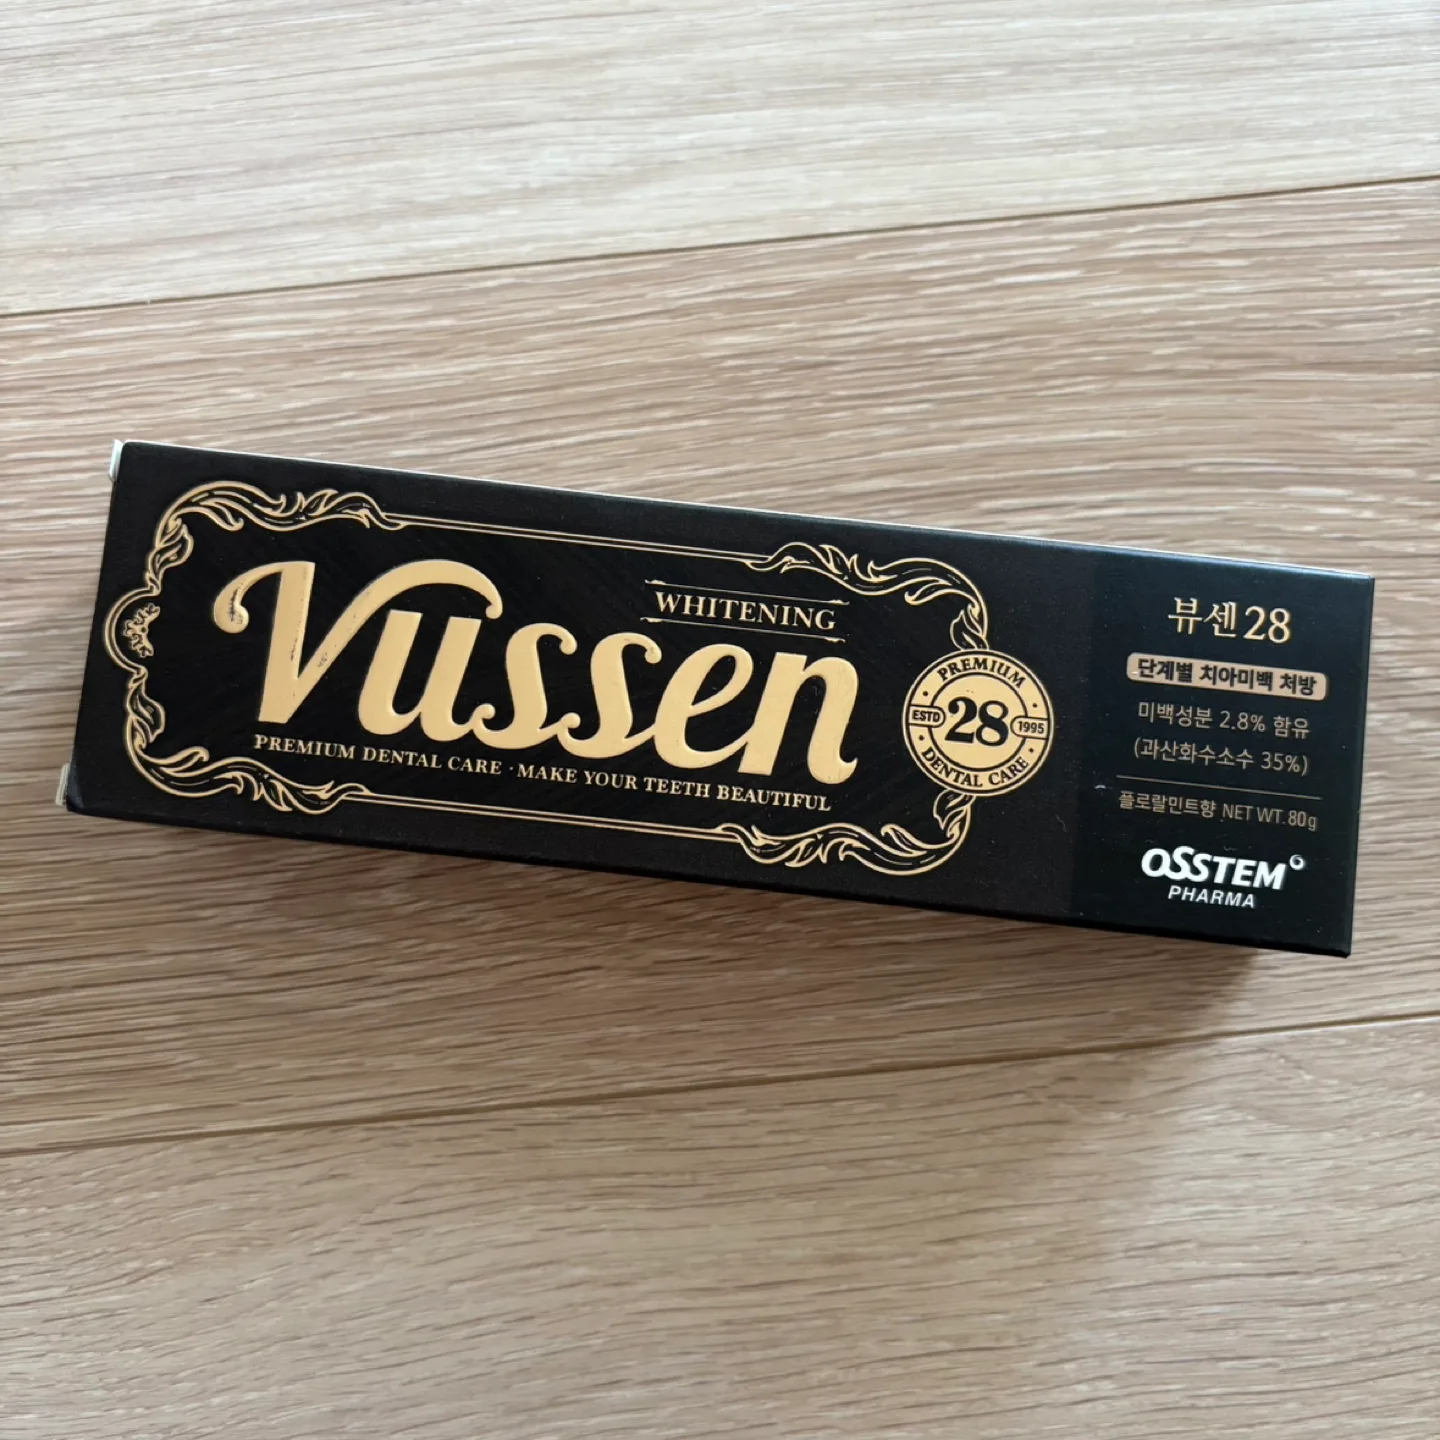 WHITENING
Vussen
PREMIUM DENTAL CARE · MAKE YOUR TEETH BEAUTIFUL
PREMIUM
ESTD 28 1995
DENTAL CARE
뷰센28
단계별 치아미백 처방
미백성분 2.8% 함유
(과산화수소수 35%)
플로랄민트향 NET WT. 80g
OSSTEM
PHARMA